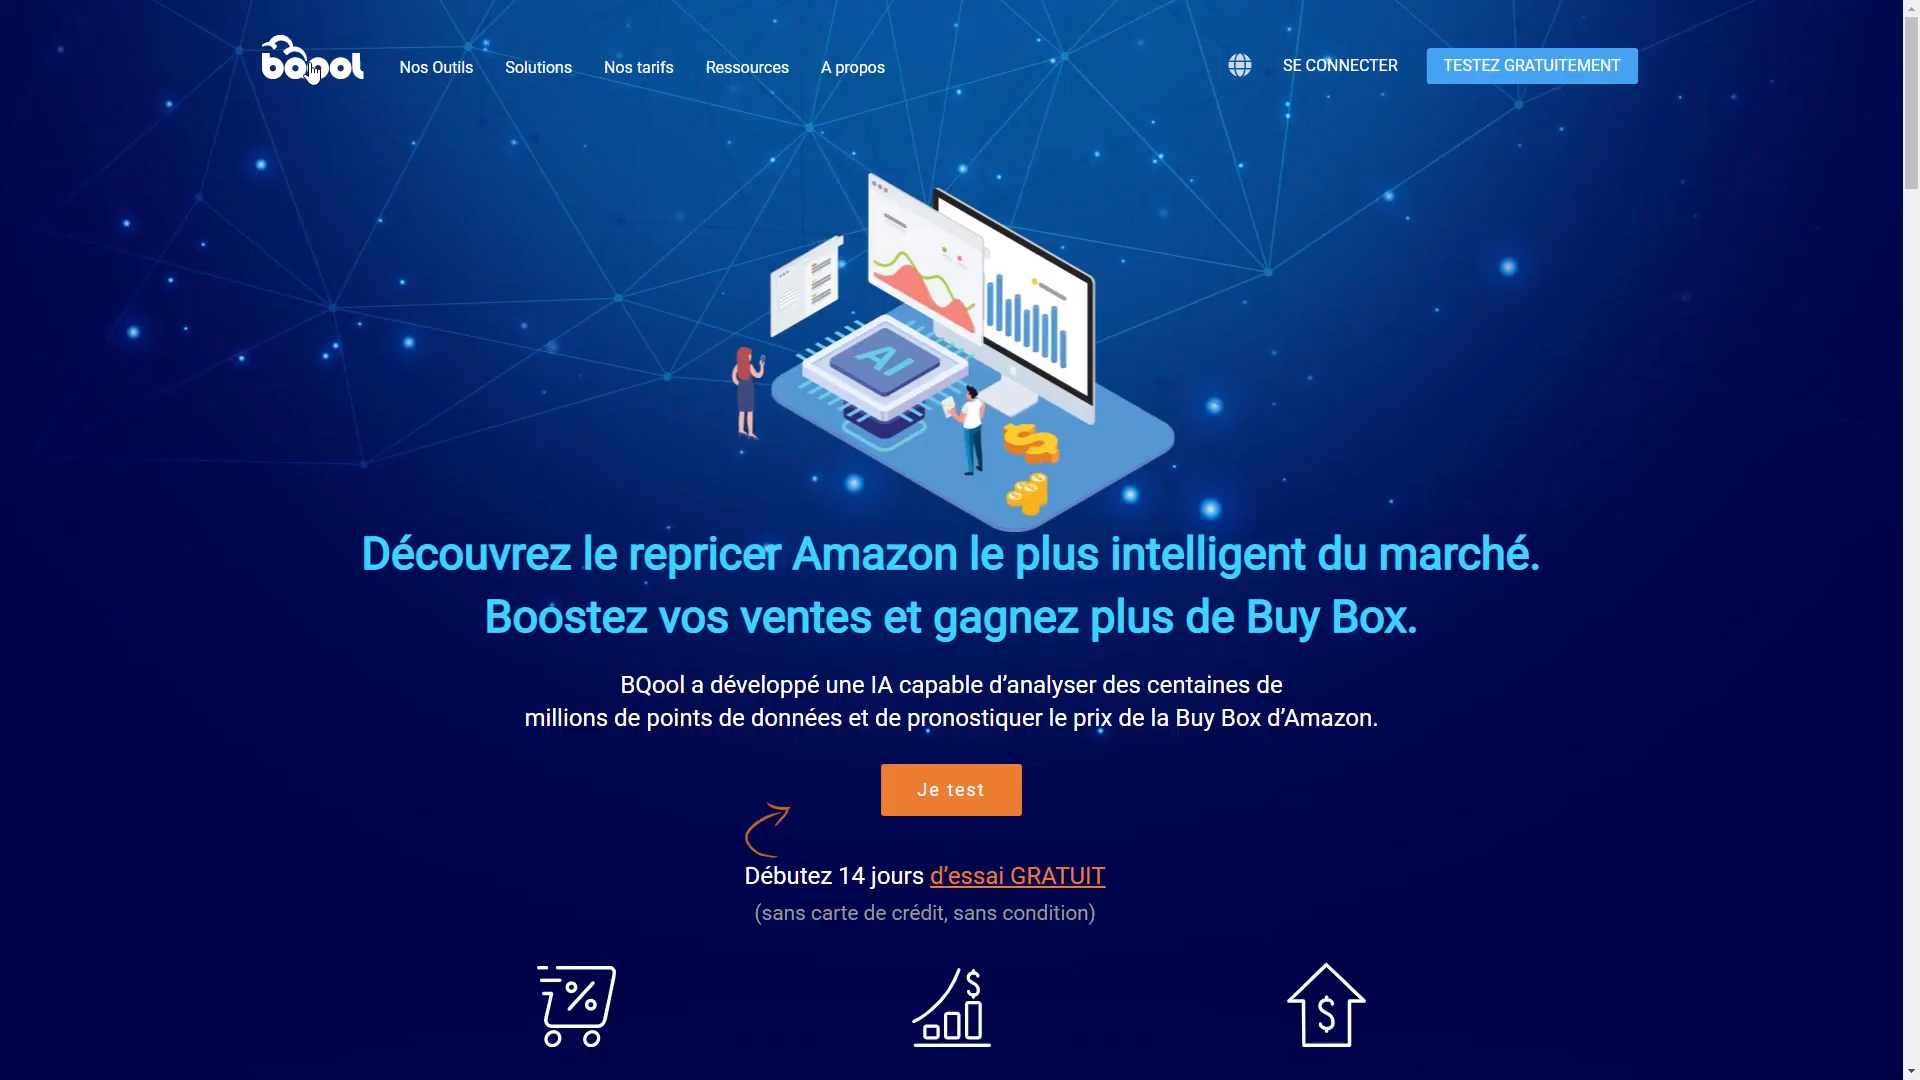 bqool
Nos Outils
Solutions
Nos tarifs
Ressources
A propos
SE CONNECTER
TESTEZ GRATUITEMENT
AI
Découvrez le repricer Amazon le plus intelligent du marché.
Boostez vos ventes et gagnez plus de Buy Box.
BQool a développé une IA capable d’analyser des centaines de
millions de points de données et de pronostiquer le prix de la Buy Box d’Amazon.
Je test
Débutez 14 jours d’essai GRATUIT
(sans carte de crédit, sans condition)
%
$
$